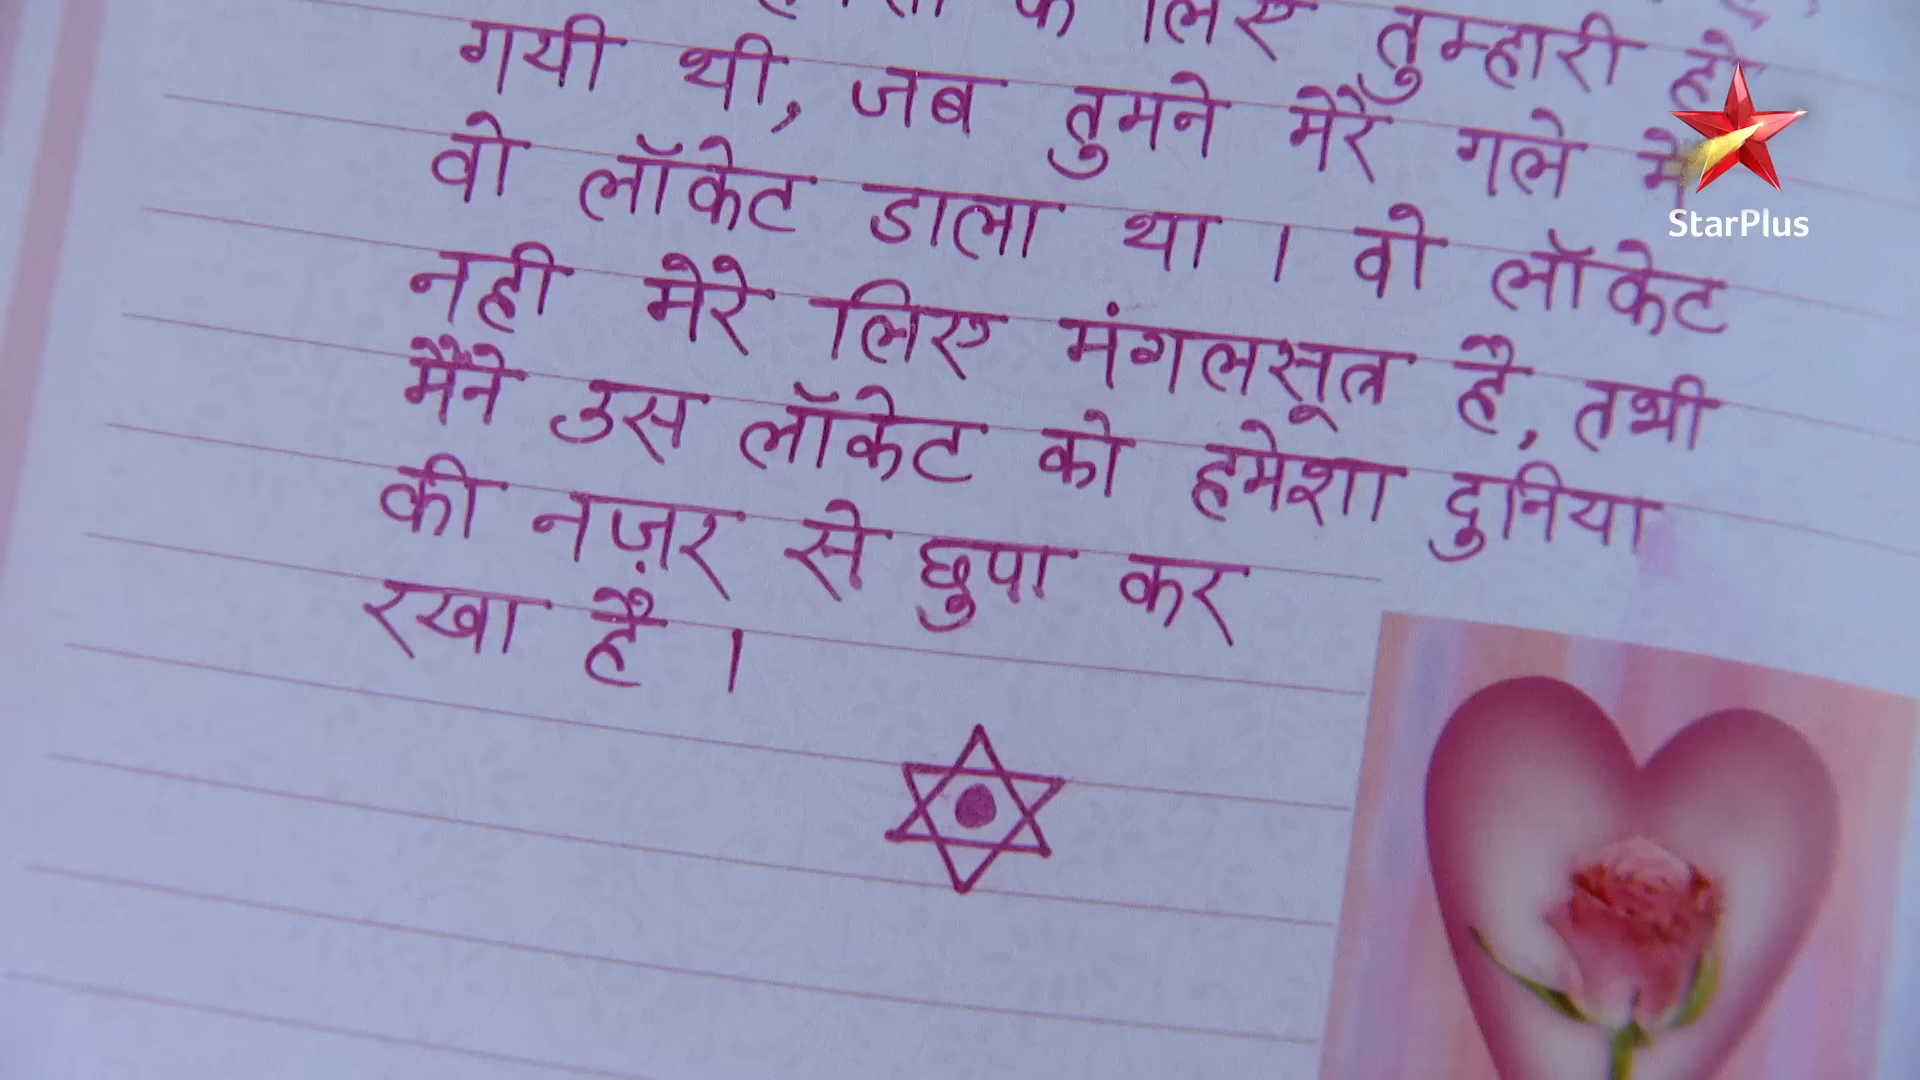 के लिए तुम्हारी हो
गयी थी, जब तुमने मेरे गले में
वो लॉकेट डाला था । वो लॉकेट
नही मेरे लिए मंगलसूत्र है, तभी
मैंने उस लॉकेट को हमेशा दुनिया
की नज़र से छुपा कर
रखा है ।
StarPlus